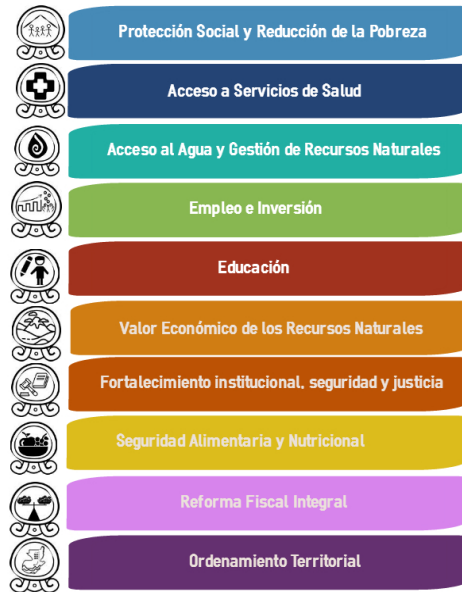 Protección Social y Reducción de la Pobreza
Acceso a Servicios de Salud
Acceso al Agua y Gestión de Recursos Naturales
Empleo e Inversión
Educación
Valor Económico de los Recursos Naturales
Fortalecimiento institucional, seguridad y justicia
Seguridad Alimentaria y Nutricional
Reforma Fiscal Integral
Ordenamiento Territorial